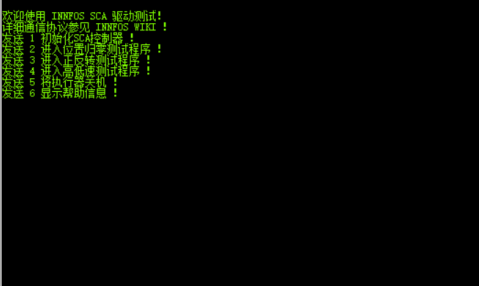 欢迎使用 INNFOS SCA 驱动测试!
详细通信协议参见 INNFOS WIKI !
发送 1 初始化SCA控制器 !
发送 2 进入位置归零测试程序 !
发送 3 进入正反转测试程序 !
发送 4 进入高低速测试程序 !
发送 5 将执行器关机 !
发送 6 显示帮助信息 !